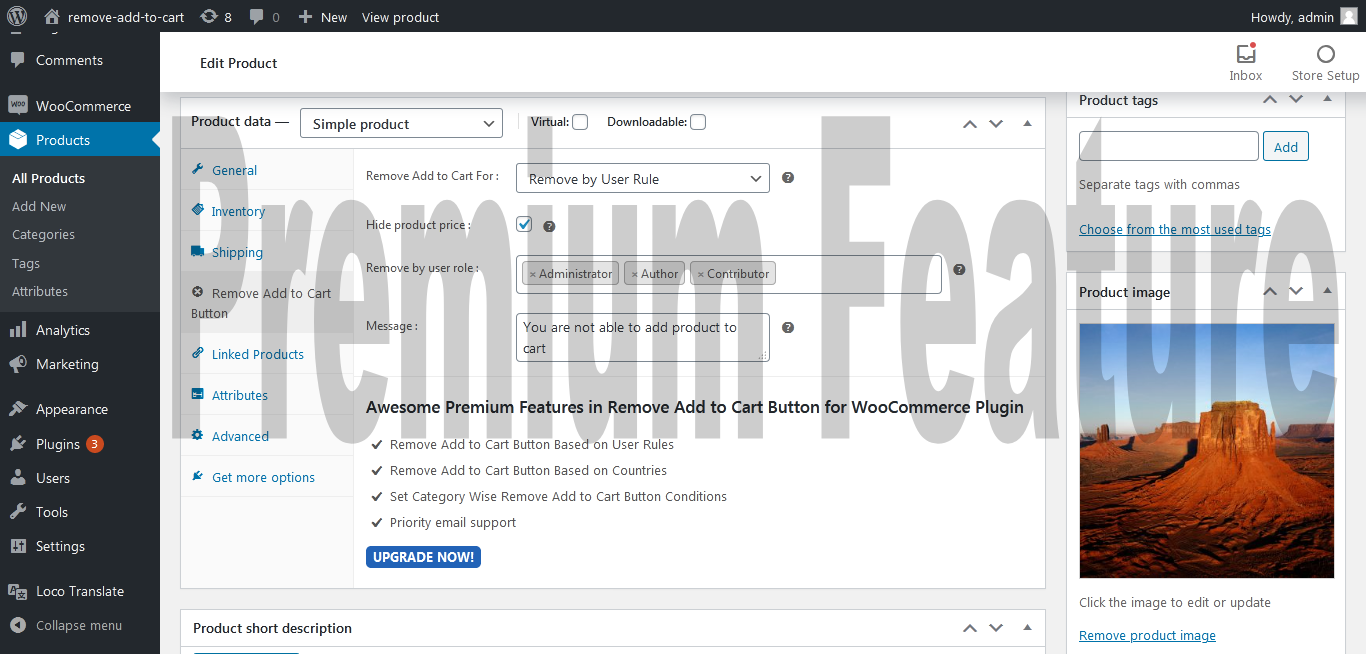 remove-add-to-cart 8 0 New View product Howdy, admin
Comments
WooCommerce
Products
All Products
Add New
Categories
Tags
Attributes
Analytics
Marketing
Appearance
Plugins 3
Users
Tools
Settings
Loco Translate
Collapse menu
Edit Product
Inbox
Store Setup
Product data — Simple product Virtual: Downloadable:
General
Inventory
Shipping
Remove Add to Cart
Button
Linked Products
Attributes
Advanced
Get more options
Remove Add to Cart For : Remove by User Rule ?
Hide product price : ?
Remove by user role : × Administrator × Author × Contributor ?
Message : You are not able to add product to ?
cart
Awesome Premium Features in Remove Add to Cart Button for WooCommerce Plugin
Remove Add to Cart Button Based on User Rules
Remove Add to Cart Button Based on Countries
Set Category Wise Remove Add to Cart Button Conditions
Priority email support
UPGRADE NOW!
Product short description
Product tags
Add
Separate tags with commas
Choose from the most used tags
Product image
Click the image to edit or update
Remove product image
Premium Feature